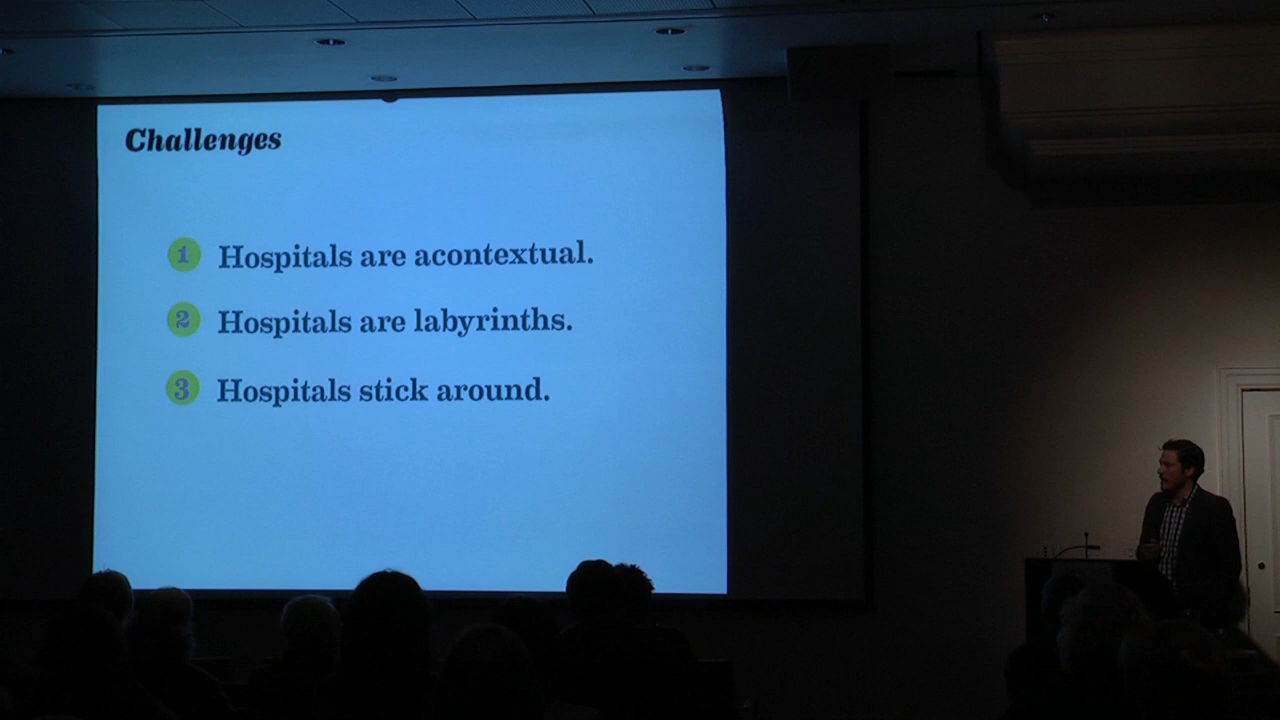 Challenges
1 Hospitals are acontextual.
2 Hospitals are labyrinths.
3 Hospitals stick around.